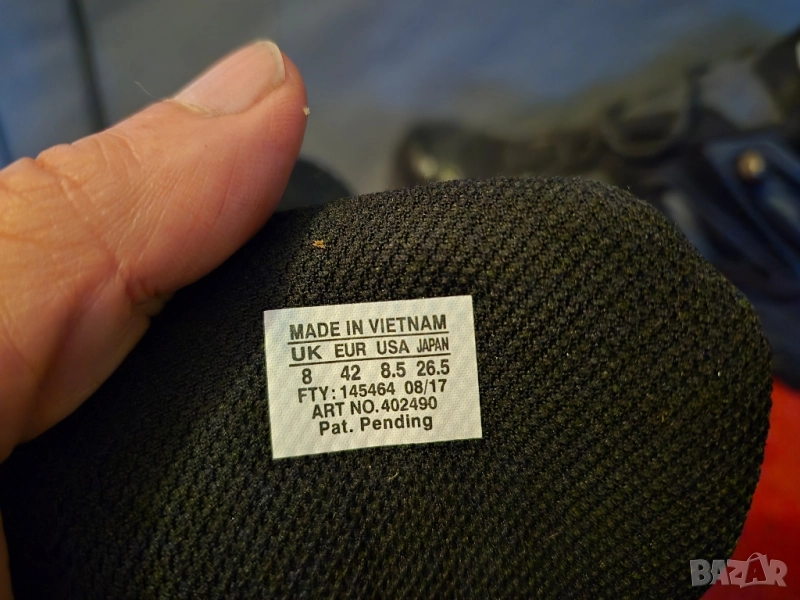 MADE IN VIETNAM
UK EUR USA JAPAN
8 42 8.5 26.5
FTY: 145464 08/17
ART NO. 402490
Pat. Pending
BAZAR